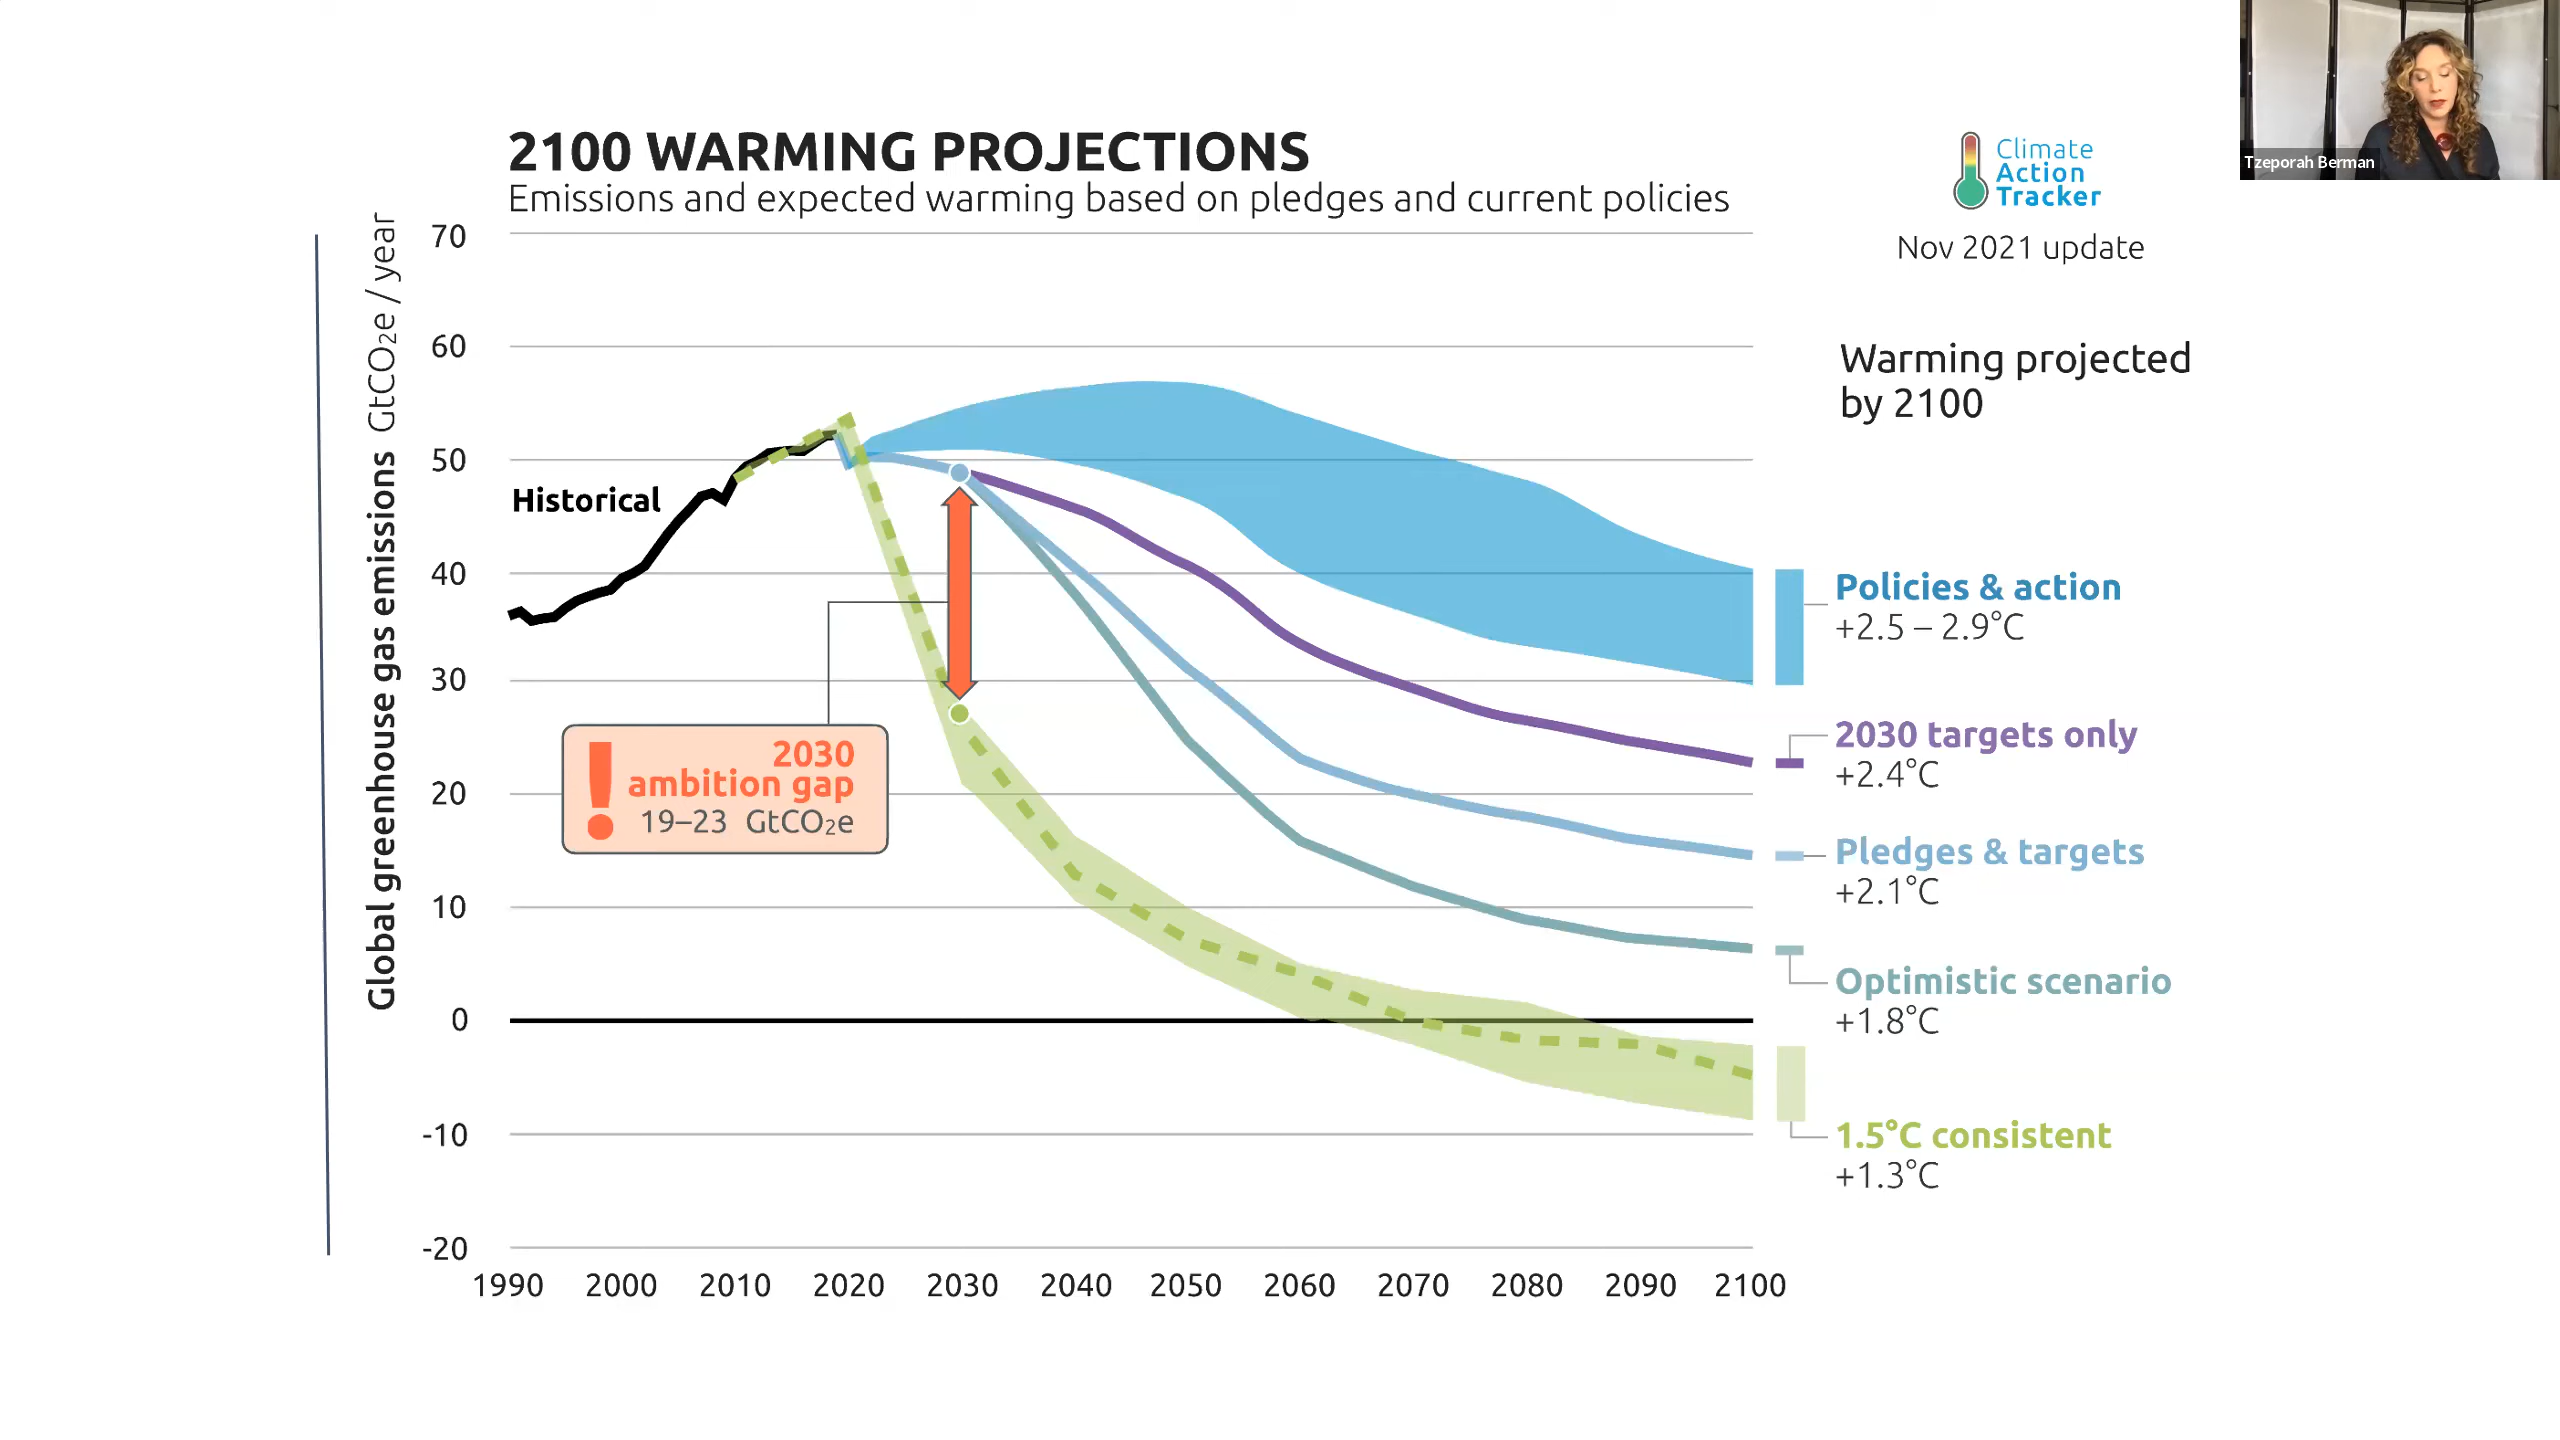 Tzeporah Berman
2100 WARMING PROJECTIONS
Emissions and expected warming based on pledges and current policies
Climate
Action
Tracker
Nov 2021 update
Global greenhouse gas emissions GtCO₂e / year
70
60
50
40
30
20
10
0
-10
-20
Historical
2030
ambition gap
19–23 GtCO₂e
Warming projected
by 2100
Policies & action
+2.5 – 2.9°C
2030 targets only
+2.4°C
Pledges & targets
+2.1°C
Optimistic scenario
+1.8°C
1.5°C consistent
+1.3°C
1990 2000 2010 2020 2030 2040 2050 2060 2070 2080 2090 2100